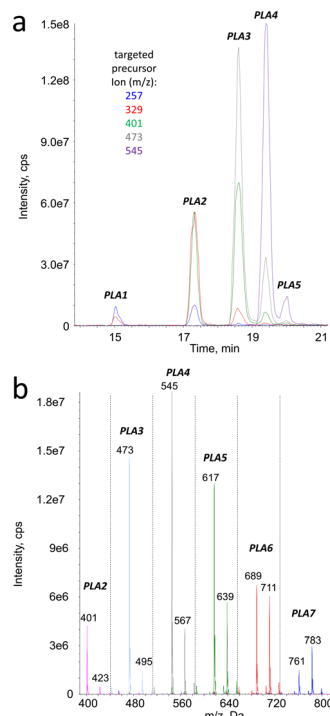 a
PLA4
PLA3
1.5e8
targeted
precursor
Ion (m/z):
257
329
401
473
545
1.2e8
9.0e7
6.0e7
3.0e7
0
Intensity, cps
PLA2
PLA1
PLA5
15
17
19
21
Time, min
b
PLA4
545
1.8e7
PLA3
473
PLA5
617
1.2e7
9e6
6e6
3e6
0
Intensity, cps
PLA6
689
711
639
PLA2
401
567
PLA7
783
761
495
423
400
480
560
640
720
800
m/z, Da